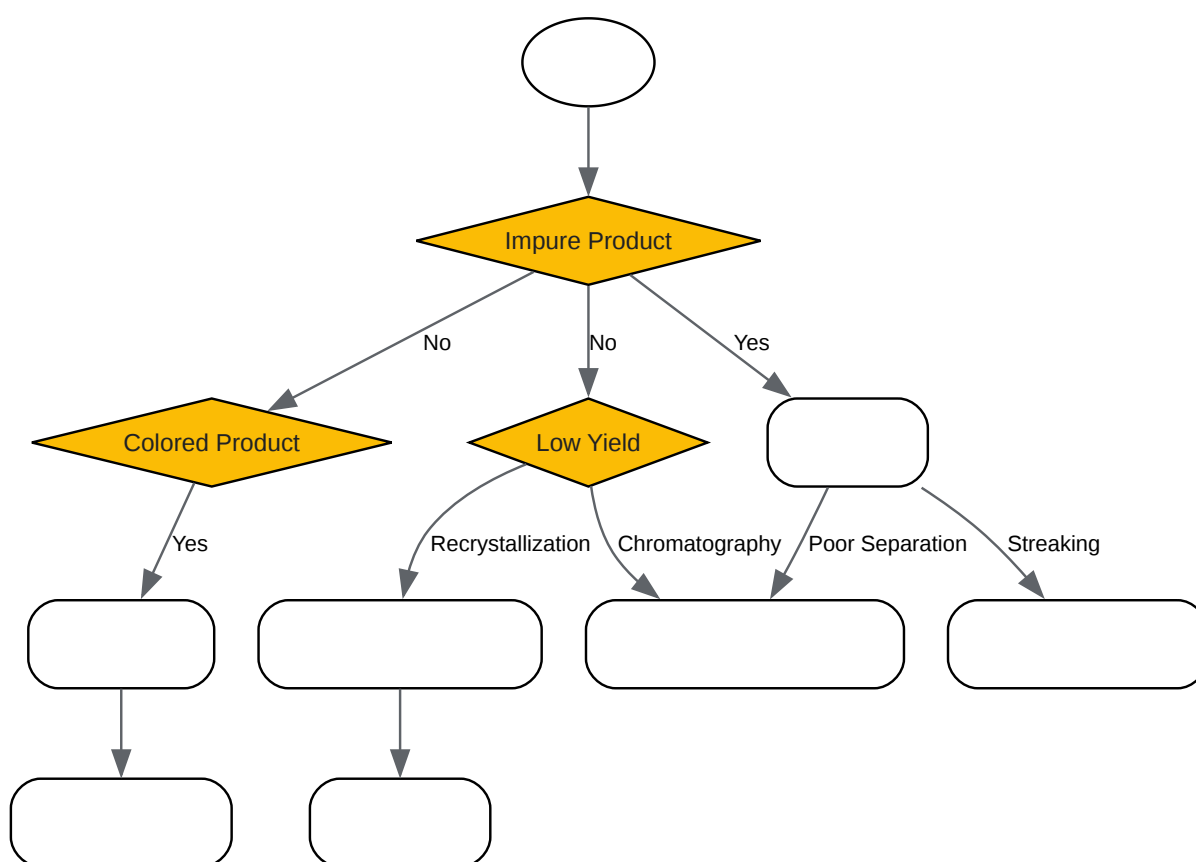 Impure Product
No
No
Yes
Colored Product
Low Yield
Yes
Recrystallization
Chromatography
Poor Separation
Streaking